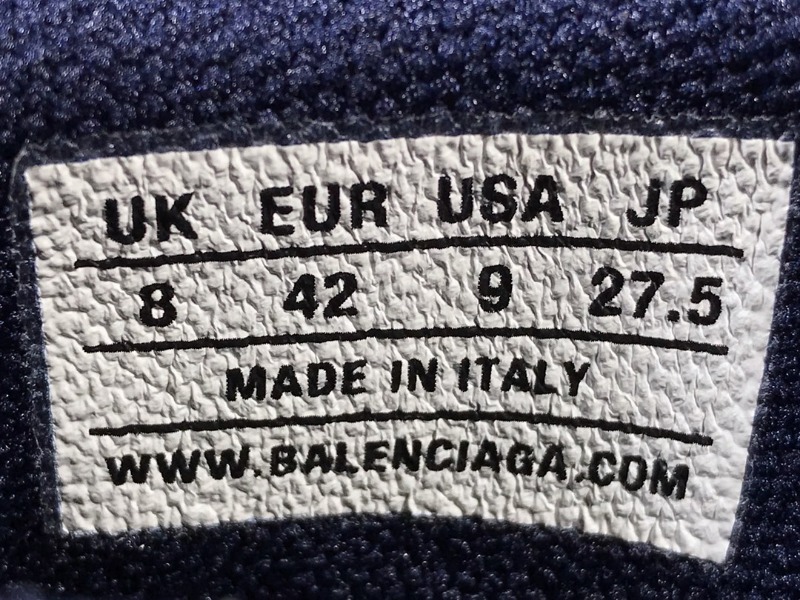 UK EUR USA JP
8 42 9 27.5
MADE IN ITALY
WWW.BALENCIAGA.COM